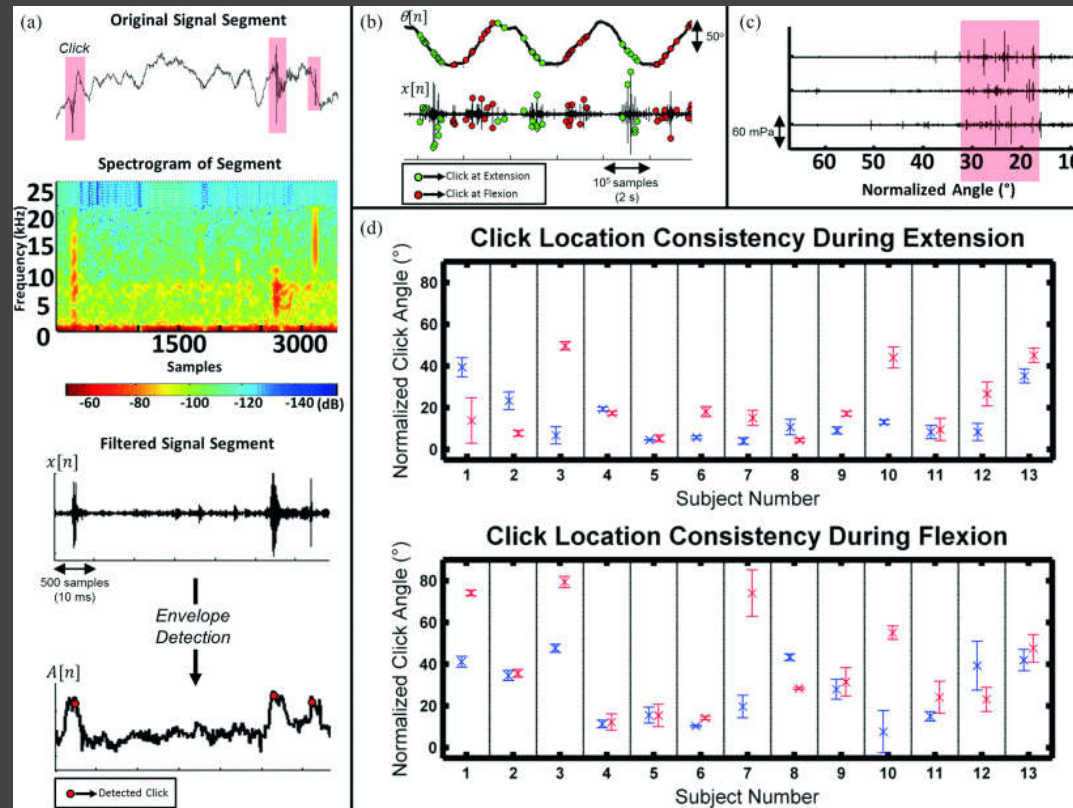 (a)
Original Signal Segment
Click
Spectrogram of Segment
Frequency (kHz)
25
20
15
10
5
0
1500 3000
Samples
-60 -80 -100 -120 -140 (dB)
Filtered Signal Segment
x[n]
500 samples
(10 ms)
Envelope
Detection
A[n]
Detected Click
(b)
θ[n]
50°
x[n]
Click at Extension
Click at Flexion
10⁵ samples
(2 s)
(c)
60 mPa
60 50 40 30 20 10
Normalized Angle (°)
(d)
Click Location Consistency During Extension
Normalized Click Angle (°)
80
60
40
20
0
1 2 3 4 5 6 7 8 9 10 11 12 13
Subject Number
Click Location Consistency During Flexion
Normalized Click Angle (°)
80
60
40
20
0
1 2 3 4 5 6 7 8 9 10 11 12 13
Subject Number